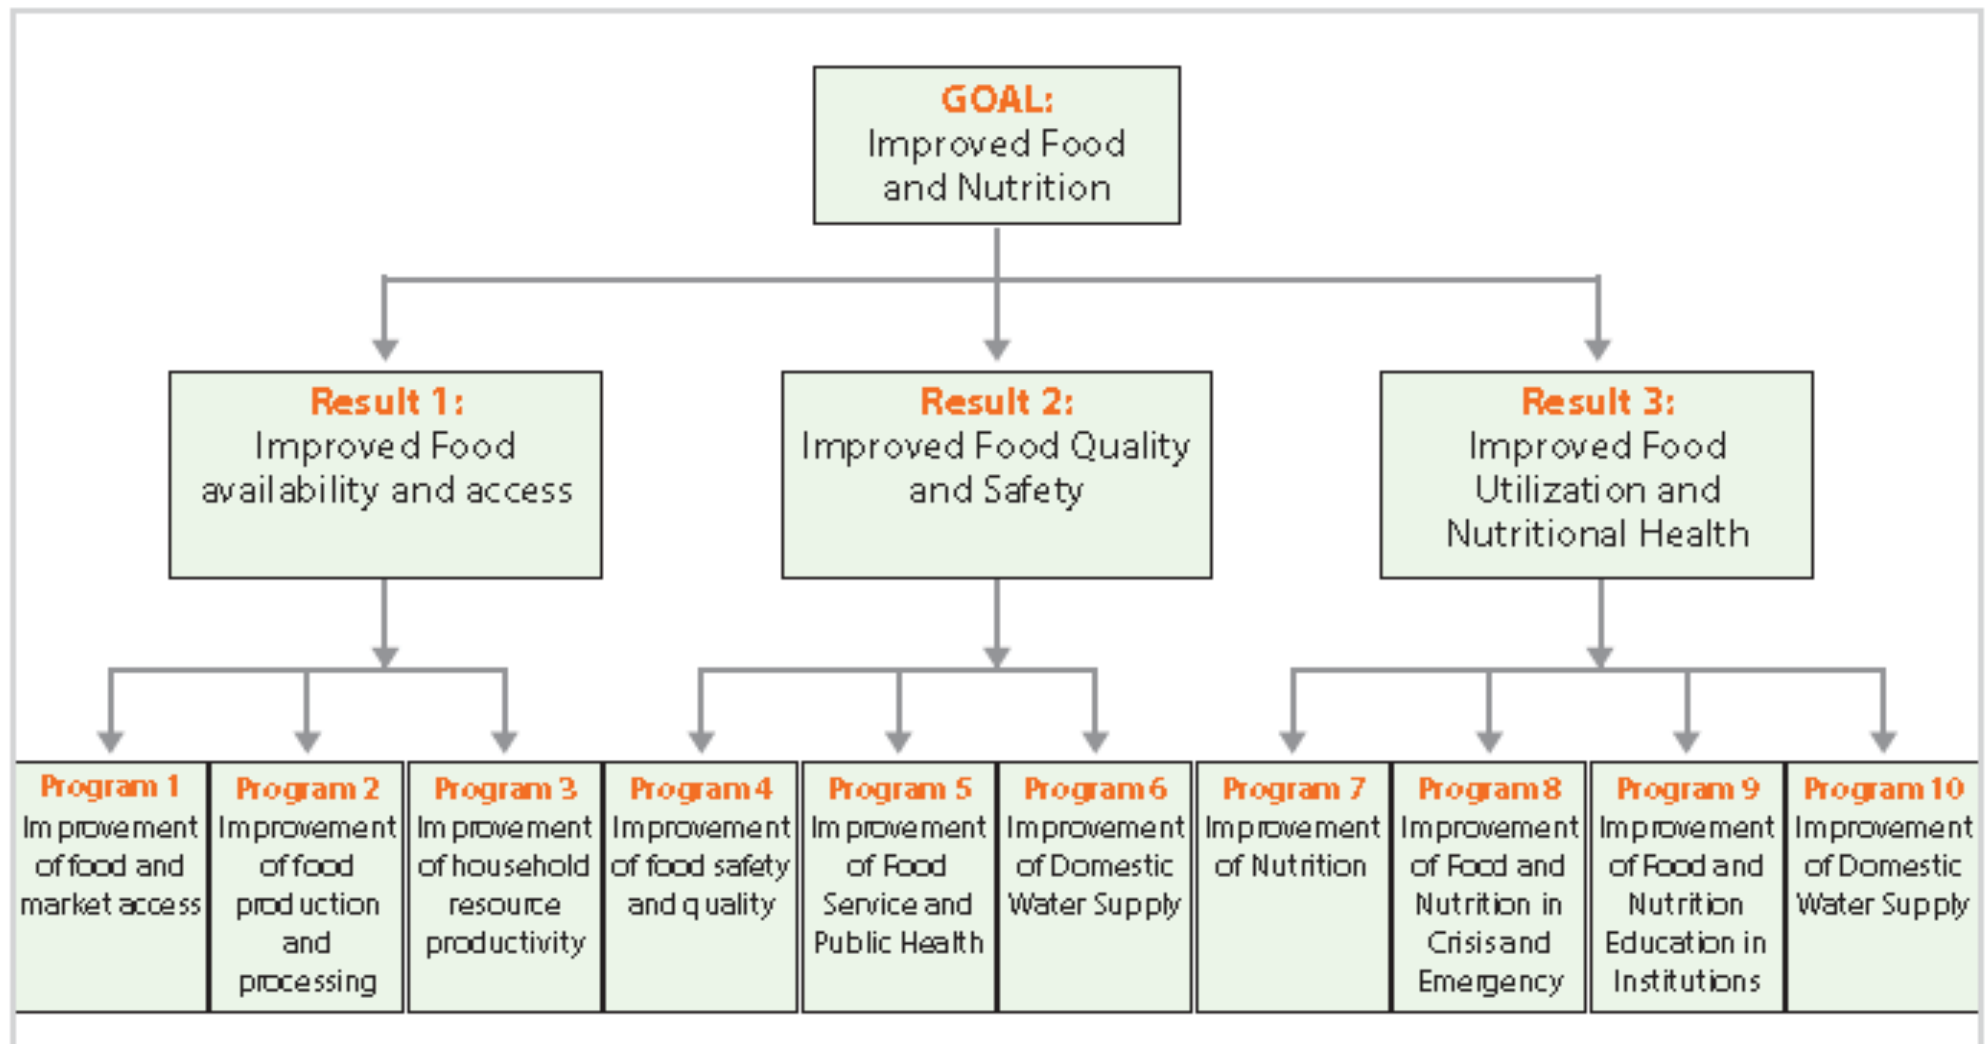 GOAL:
Improved Food
and Nutrition
Result 1:
Improved Food
availability and access
Result 2:
Improved Food Quality
and Safety
Result 3:
Improved Food
Utilization and
Nutritional Health
Program 1
Improvement
of food and
market access
Program 2
Improvement
of food
production
and
processing
Program 3
Improvement
of household
resource
productivity
Program 4
Improvement
of food safety
and quality
Program 5
Improvement
of Food
Service and
Public Health
Program 6
Improvement
of Domestic
Water Supply
Program 7
Improvement
of Nutrition
Program 8
Improvement
of Food and
Nutrition in
Crisis and
Emergency
Program 9
Improvement
of Food and
Nutrition
Education in
Institutions
Program 10
Improvement
of Domestic
Water Supply